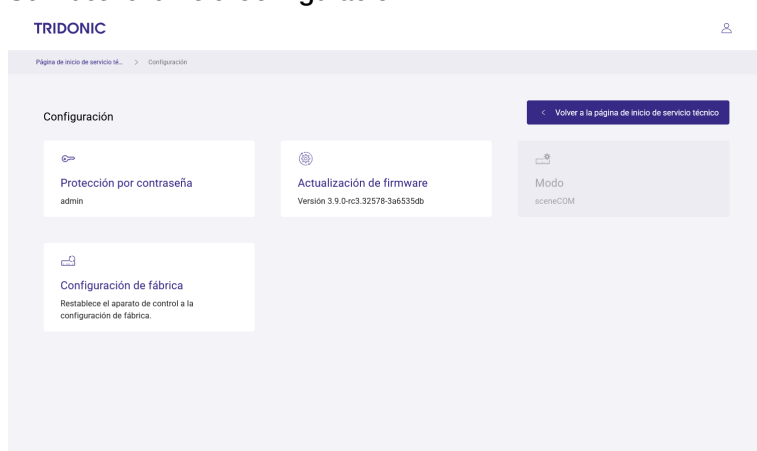 TRIDONIC
Página de inicio de servicio té... > Configuración
Configuración
< Volver a la página de inicio de servicio técnico
Protección por contraseña
admin
Actualización de firmware
Versión 3.9.0-rc3.32578-3a6535db
Modo
sceneCOM
Configuración de fábrica
Restablece el aparato de control a la
configuración de fábrica.